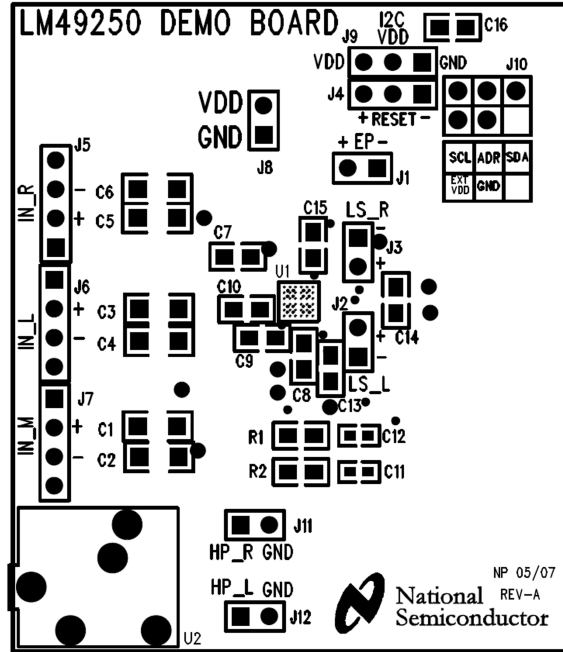 LM49250 DEMO BOARD
I2C
VDD
J9
C16
VDD
GND
J10
J4
+ RESET -
VDD
GND
J8
+ EP -
J1
SCL ADR SDA
EXT
VDD
GND
J5
IN_R
-
+
C6
C5
C7
C15
LS_R
-
+
J3
U1
J6
IN_L
+
-
C3
C4
C10
C9
C8
J2
+
-
LS_L
C14
C13
J7
IN_M
+
-
C1
C2
R1
R2
C12
C11
J11
HP_R GND
HP_L GND
J12
U2
National
Semiconductor
NP 05/07
REV-A